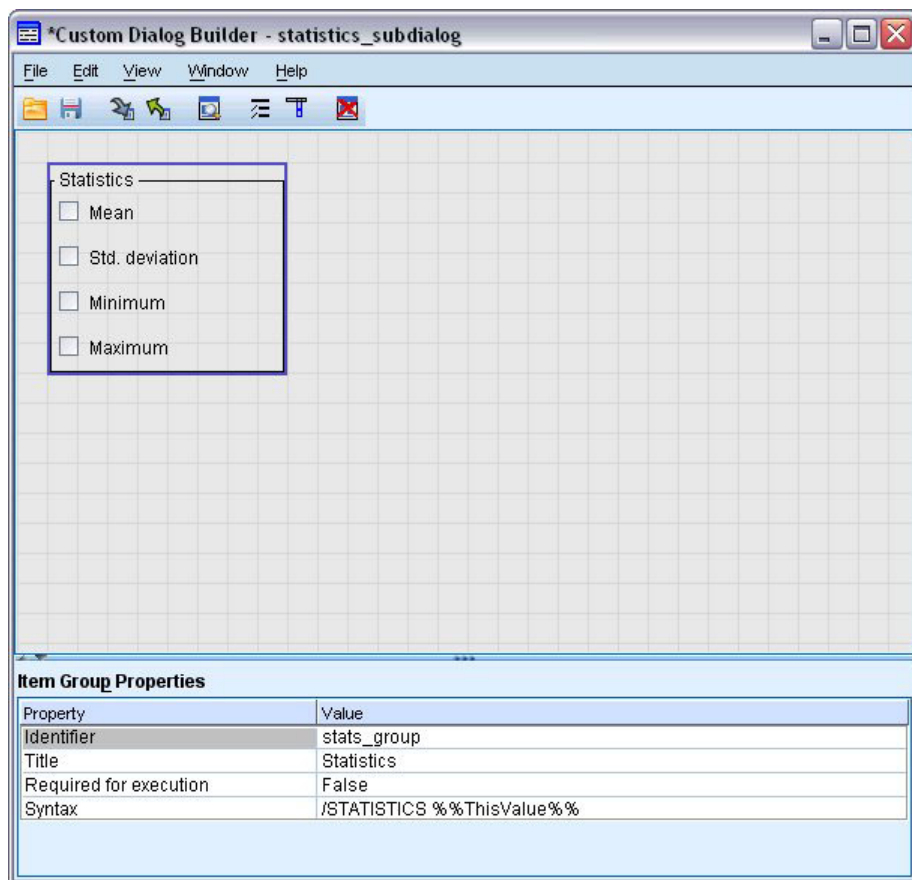 *Custom Dialog Builder - statistics_subdialog
File Edit View Window Help
Statistics
Mean
Std. deviation
Minimum
Maximum
Item Group Properties
Property Value
Identifier stats_group
Title Statistics
Required for execution False
Syntax /STATISTICS %%ThisValue%%